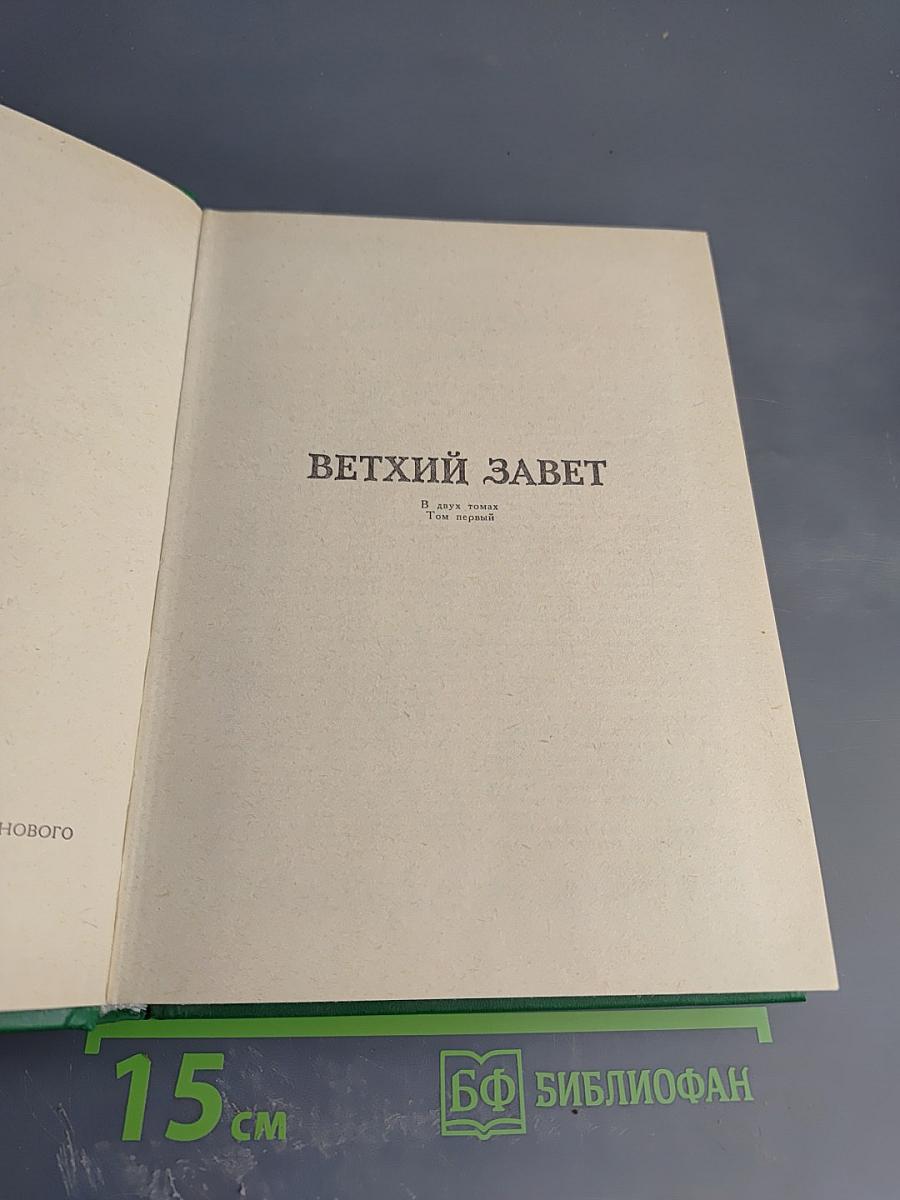 НОВОГО
ВЕТХИЙ ЗАВЕТ
В двух томах
Том первый
15 см
БФ БИБЛИОФАН